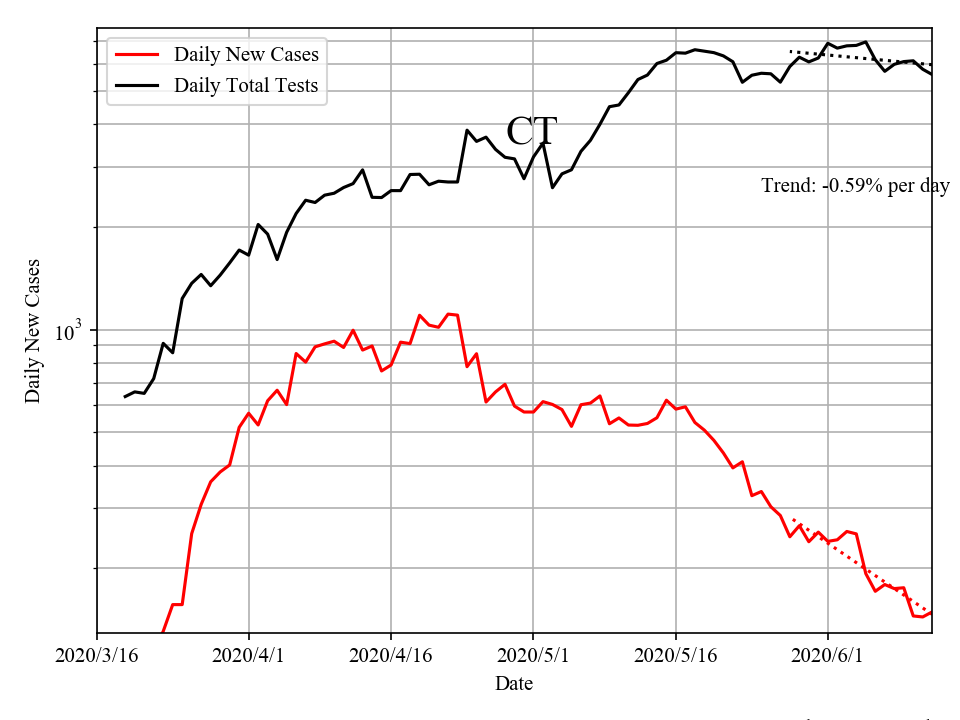 Daily New Cases
Daily Total Tests
CT
Trend: -0.59% per day
Daily New Cases
10³
2020/3/16 2020/4/1 2020/4/16 2020/5/1 2020/5/16 2020/6/1
Date